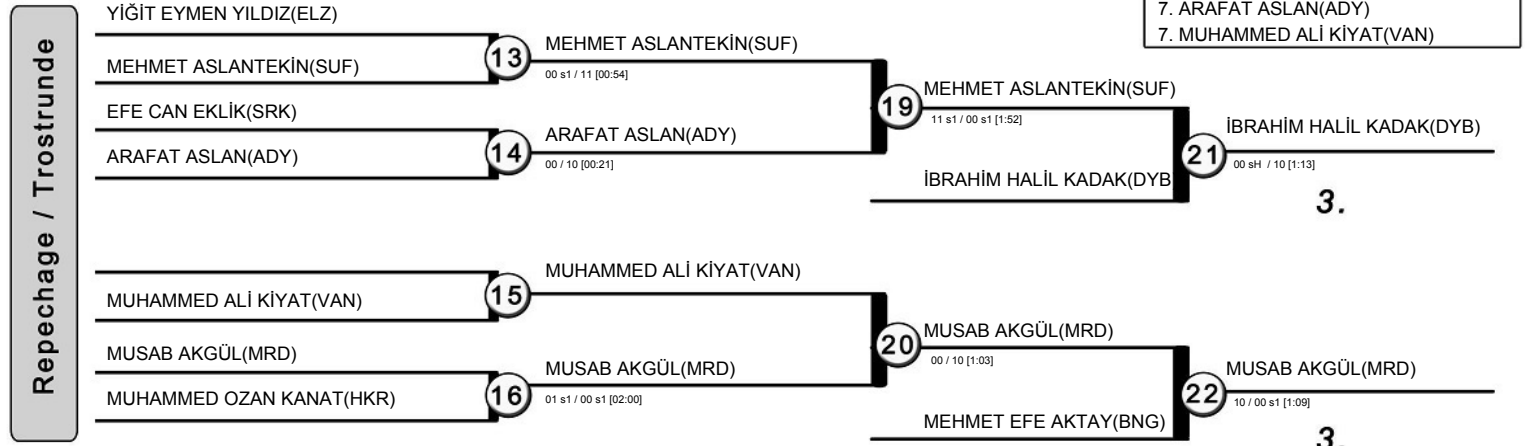 Repechage / Trostrunde
7. ARAFAT ASLAN(ADY)
7. MUHAMMED ALİ KİYAT(VAN)
YİĞİT EYMEN YILDIZ(ELZ)
MEHMET ASLANTEKİN(SUF)
13
MEHMET ASLANTEKİN(SUF)
00 s1 / 11 [00:54]
EFE CAN EKLİK(SRK)
ARAFAT ASLAN(ADY)
14
ARAFAT ASLAN(ADY)
00 / 10 [00:21]
19
MEHMET ASLANTEKİN(SUF)
11 s1 / 00 s1 [1:52]
İBRAHİM HALİL KADAK(DYB
21
İBRAHİM HALİL KADAK(DYB)
00 sH / 10 [1:13]
3.
MUHAMMED ALİ KİYAT(VAN)
15
MUHAMMED ALİ KİYAT(VAN)
MUSAB AKGÜL(MRD)
MUHAMMED OZAN KANAT(HKR)
16
MUSAB AKGÜL(MRD)
01 s1 / 00 s1 [02:00]
20
MUSAB AKGÜL(MRD)
00 / 10 [1:03]
MEHMET EFE AKTAY(BNG)
22
MUSAB AKGÜL(MRD)
10 / 00 s1 [1:09]
3.